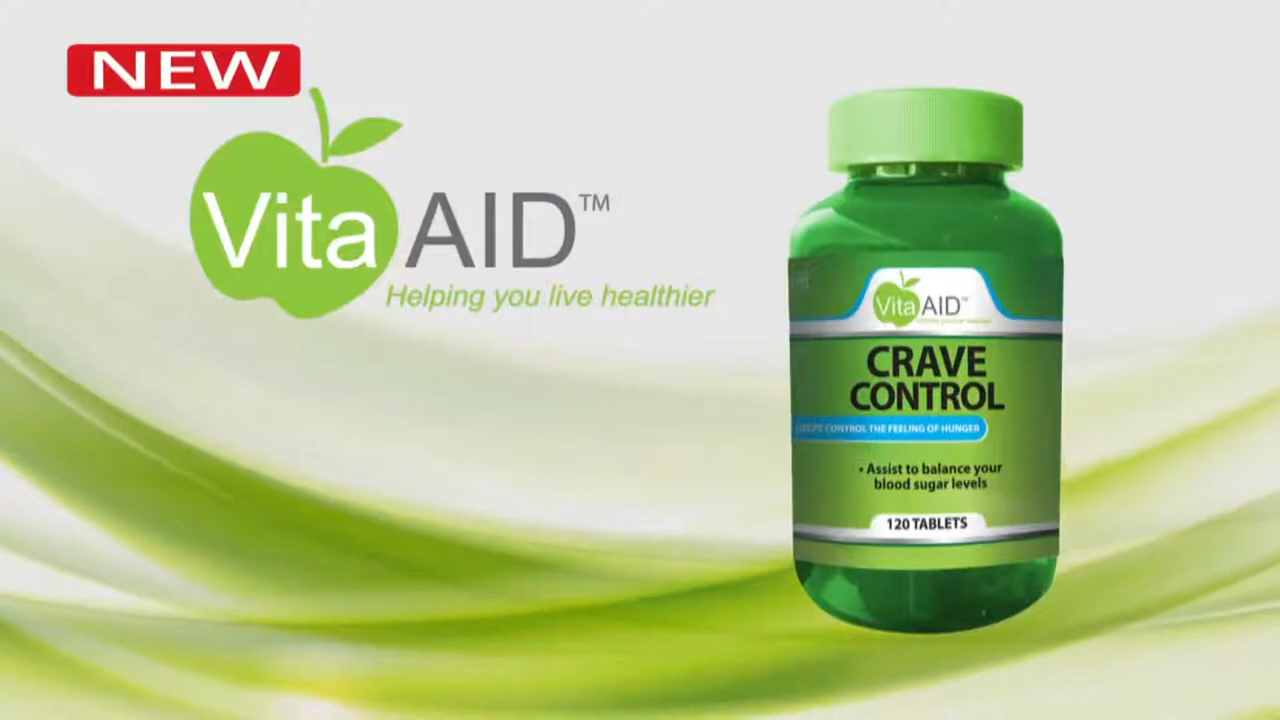 NEW
Vita AID™
Helping you live healthier
Vita AID™
CRAVE
CONTROL
CONTROL THE FEELING OF HUNGER
• Assist to balance your
blood sugar levels
120 TABLETS